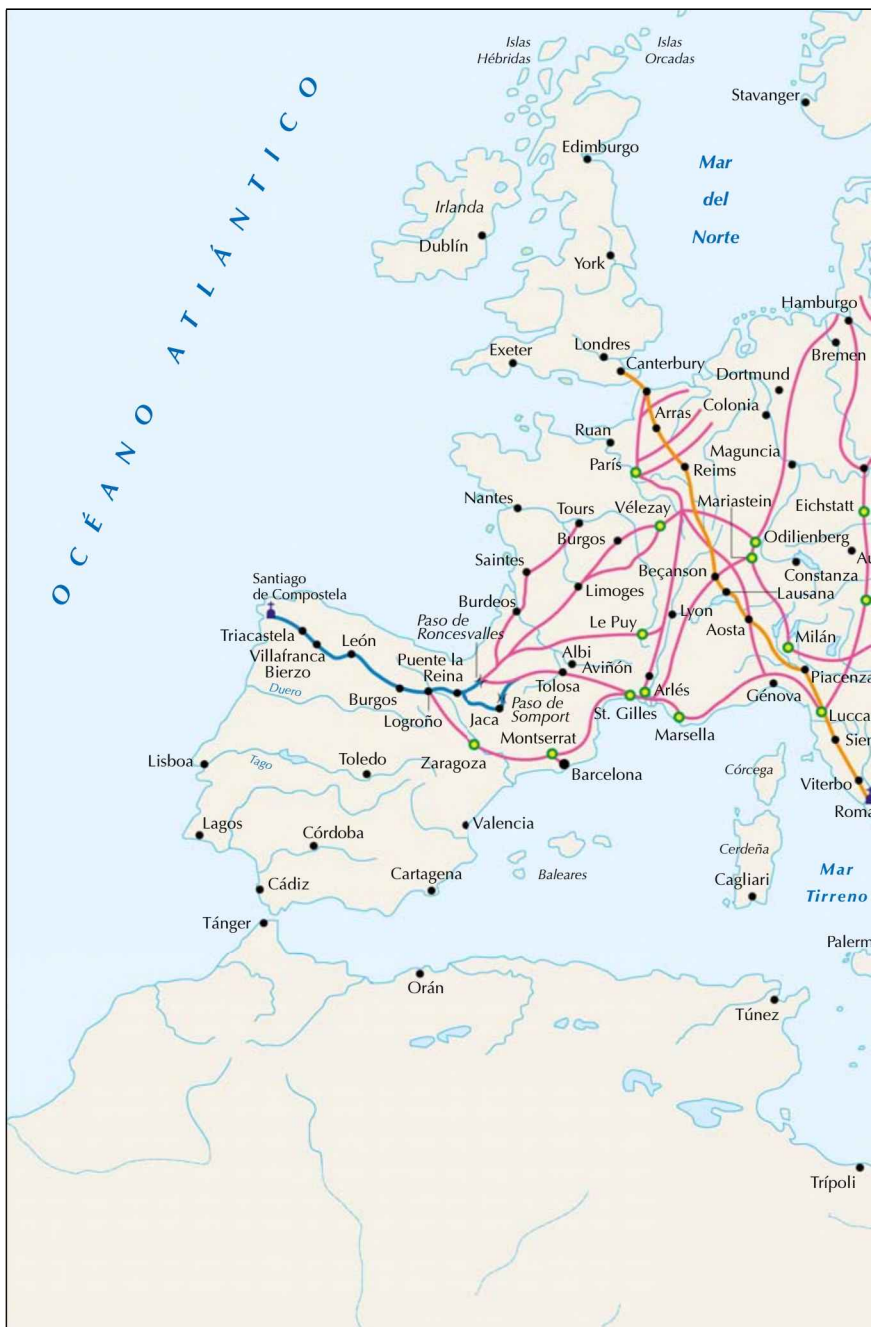 Islas
Hébridas
Islas
Orcadas
Stavanger
OCÉANO ATLÁNTICO
Edimburgo
Mar
del
Norte
Irlanda
Dublín
York
Hamburgo
Bremen
Londres
Exeter
Canterbury
Dortmund
Arras
Colonia
Ruan
Maguncia
París
Reims
Mariastein
Nantes
Tours
Vélezay
Eichstatt
Burgos
Odilienberg
Saintes
Beçanson
Constanza
Au
Santiago
de Compostela
Limoges
Lausana
Burdeos
Paso de
Roncesvalles
Le Puy
Lyon
Aosta
Milán
Triacastela
León
Villafranca
Bierzo
Puente la
Reina
Albi
Aviñón
Tolosa
Piacenza
Duero
Burgos
Logroño
Jaca
Paso de
Somport
Arlés
St. Gilles
Génova
Marsella
Lucca
Montserrat
Sien
Lisboa
Tago
Toledo
Zaragoza
Barcelona
Córcega
Viterbo
Roma
Lagos
Córdoba
Valencia
Cerdeña
Cádiz
Cartagena
Baleares
Cagliari
Mar
Tirreno
Tánger
Palerm
Orán
Túnez
Trípoli